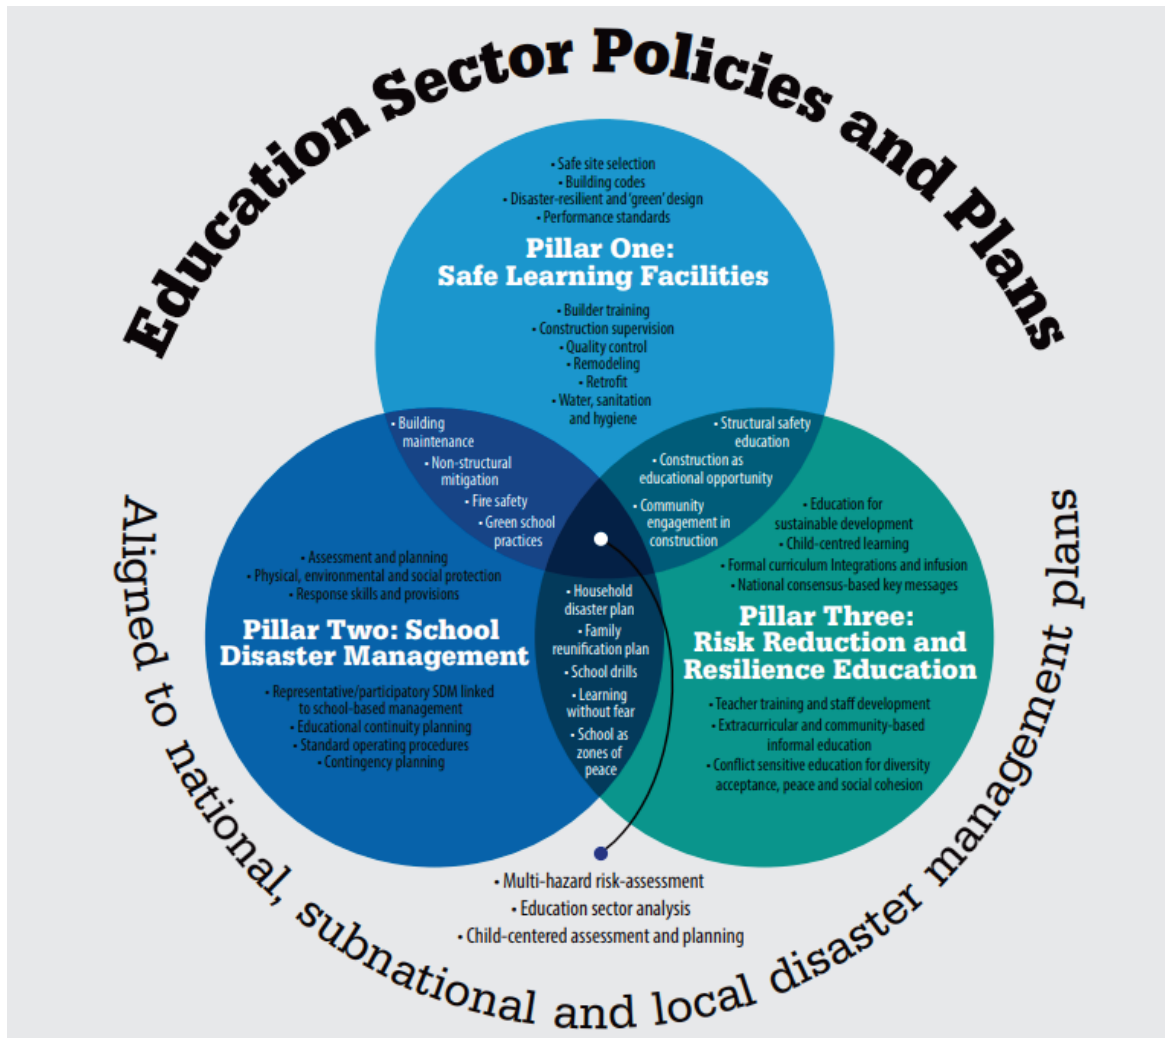 Education Sector Policies and Plans
• Safe site selection
• Building codes
• Disaster-resilient and 'green' design
• Performance standards
Pillar One:
Safe Learning Facilities
• Builder training
• Construction supervision
• Quality control
• Remodeling
• Retrofit
• Water, sanitation
and hygiene
• Building
maintenance
• Non-structural
mitigation
• Fire safety
• Green school
practices
• Structural safety
education
• Construction as
educational opportunity
• Community
engagement in
construction
• Assessment and planning
• Physical, environmental and social protection
• Response skills and provisions
Pillar Two: School
Disaster Management
• Representative/participatory SDM linked
to school-based management
• Educational continuity planning
• Standard operating procedures
• Contingency planning
• Household
disaster plan
• Family
reunification plan
• School drills
• Learning
without fear
• School as
zones of
peace
• Education for
sustainable development
• Child-centred learning
• Formal curriculum Integrations and infusion
• National consensus-based key messages
Pillar Three:
Risk Reduction and
Resilience Education
• Teacher training and staff development
• Extracurricular and community-based
informal education
• Conflict sensitive education for diversity
acceptance, peace and social cohesion
• Multi-hazard risk-assessment
• Education sector analysis
• Child-centered assessment and planning
Aligned to national, subnational and local disaster management plans